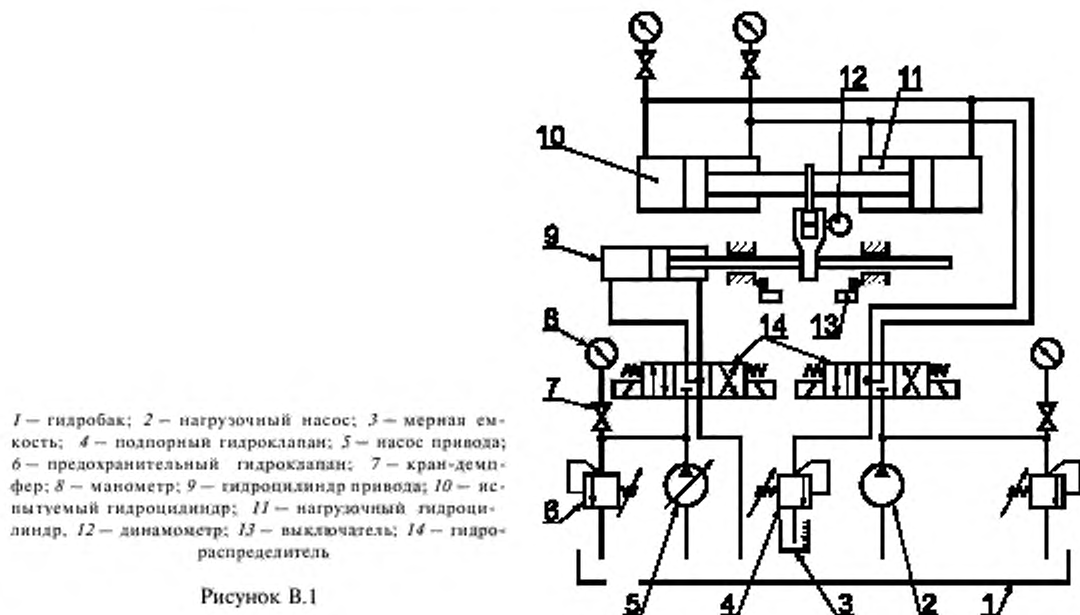 12 11
10
9
8
14 13
7
6
5 4 3 2 1
1 — гидробак; 2 — нагрузочный насос; 3 — мерная ем-
кость; 4 — подпорный гидроклапан; 5 — насос привода;
6 — предохранительный гидроклапан; 7 — кран-демп-
фер; 8 — манометр; 9 — гидроцилиндр привода; 10 — ис-
пытуемый гидроцидиндр; 11 — нагрузочный гидроци-
линдр, 12 — динамометр; 13 — выключатель; 14 — гидро-
распределитель
Рисунок В.1